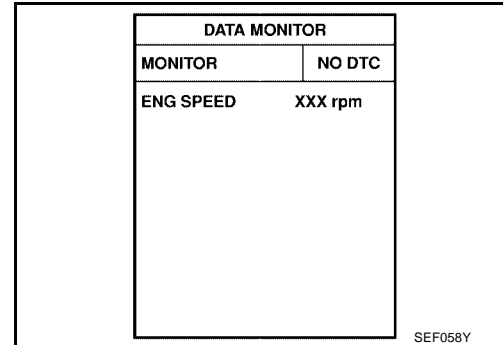 DATA MONITOR
MONITOR NO DTC
ENG SPEED XXX rpm
SEF058Y